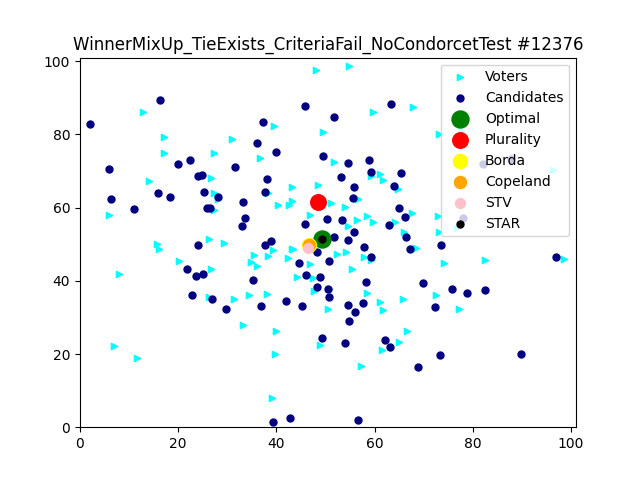 WinnerMixUp_TieExists_CriteriaFail_NoCondorcetTest #12376
100
80
60
40
20
0
0 20 40 60 80 100
Voters
Candidates
Optimal
Plurality
Borda
Copeland
STV
STAR